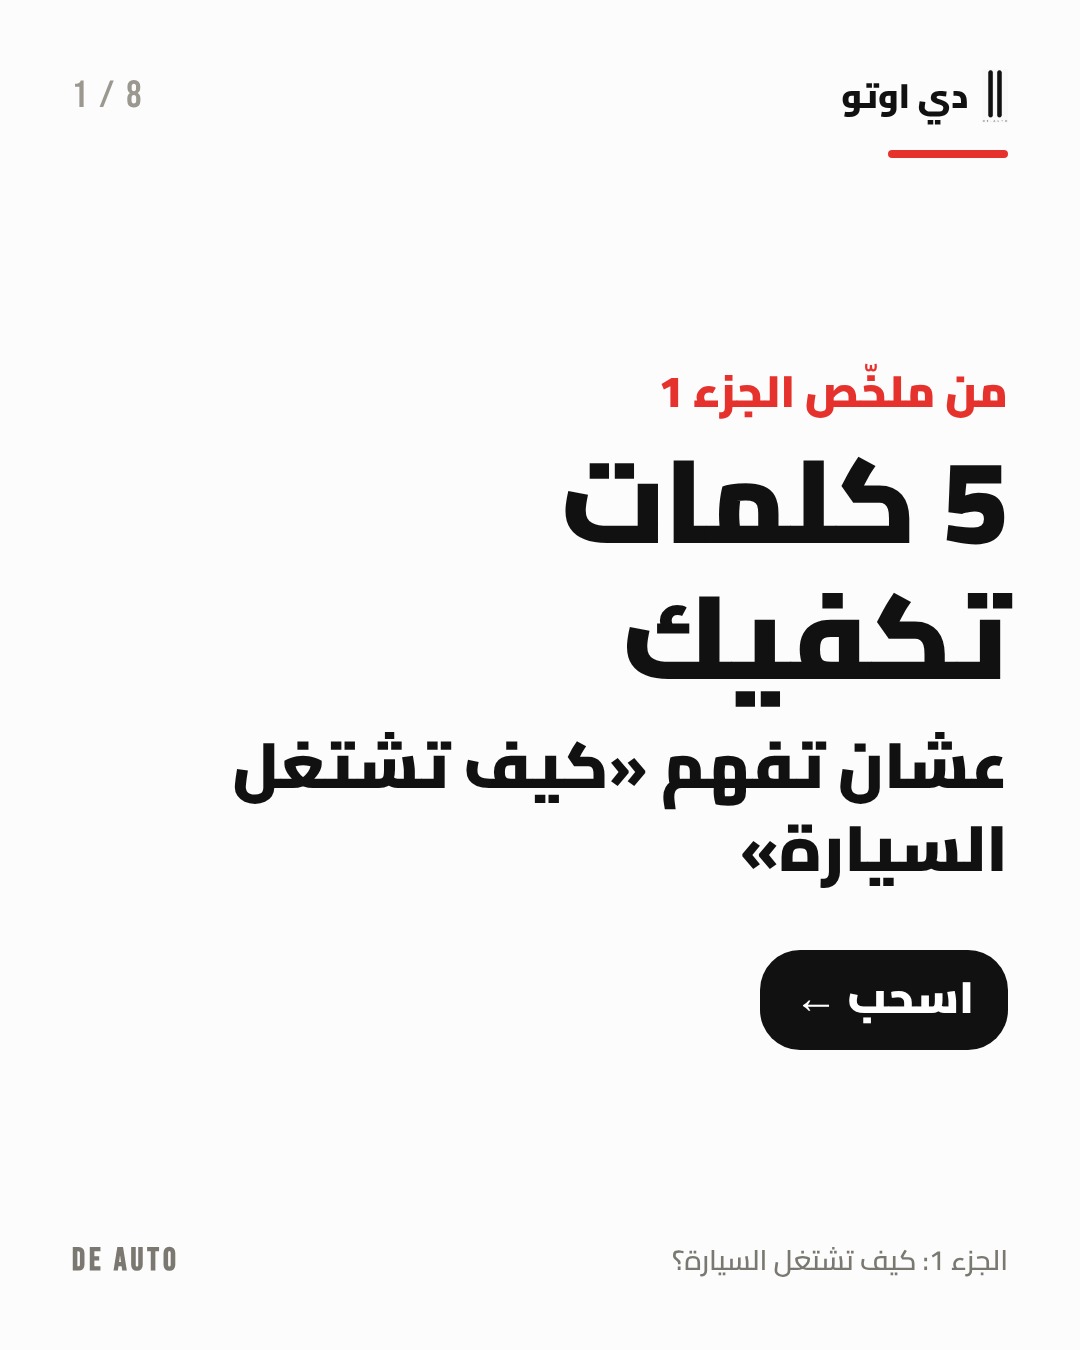 دي اوتو
1 / 8
من ملخّص الجزء 1
5 كلمات
تكفيك
عشان تفهم «كيف تشتغل
السيارة»
اسحب ←
الجزء 1: كيف تشتغل السيارة؟
DE AUTO